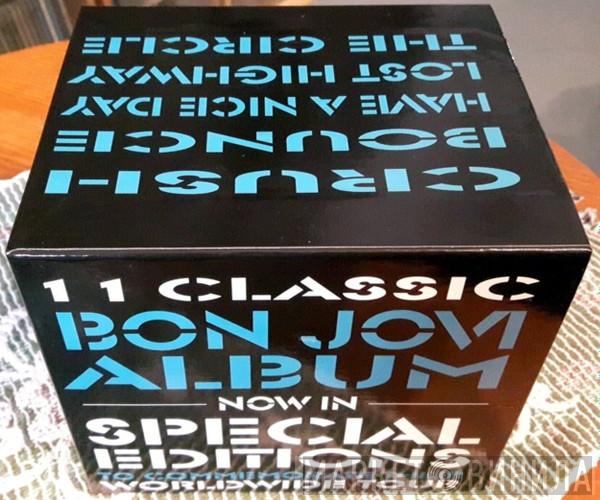 CRUSH
BOUNCE
HAVE A NICE DAY
LOST HIGHWAY
THE CIRCLE
11 CLASSIC
BON JOVI
ALBUM
NOW IN
SPECIAL
EDITIONS
TO
WORLDWIDE TOUR